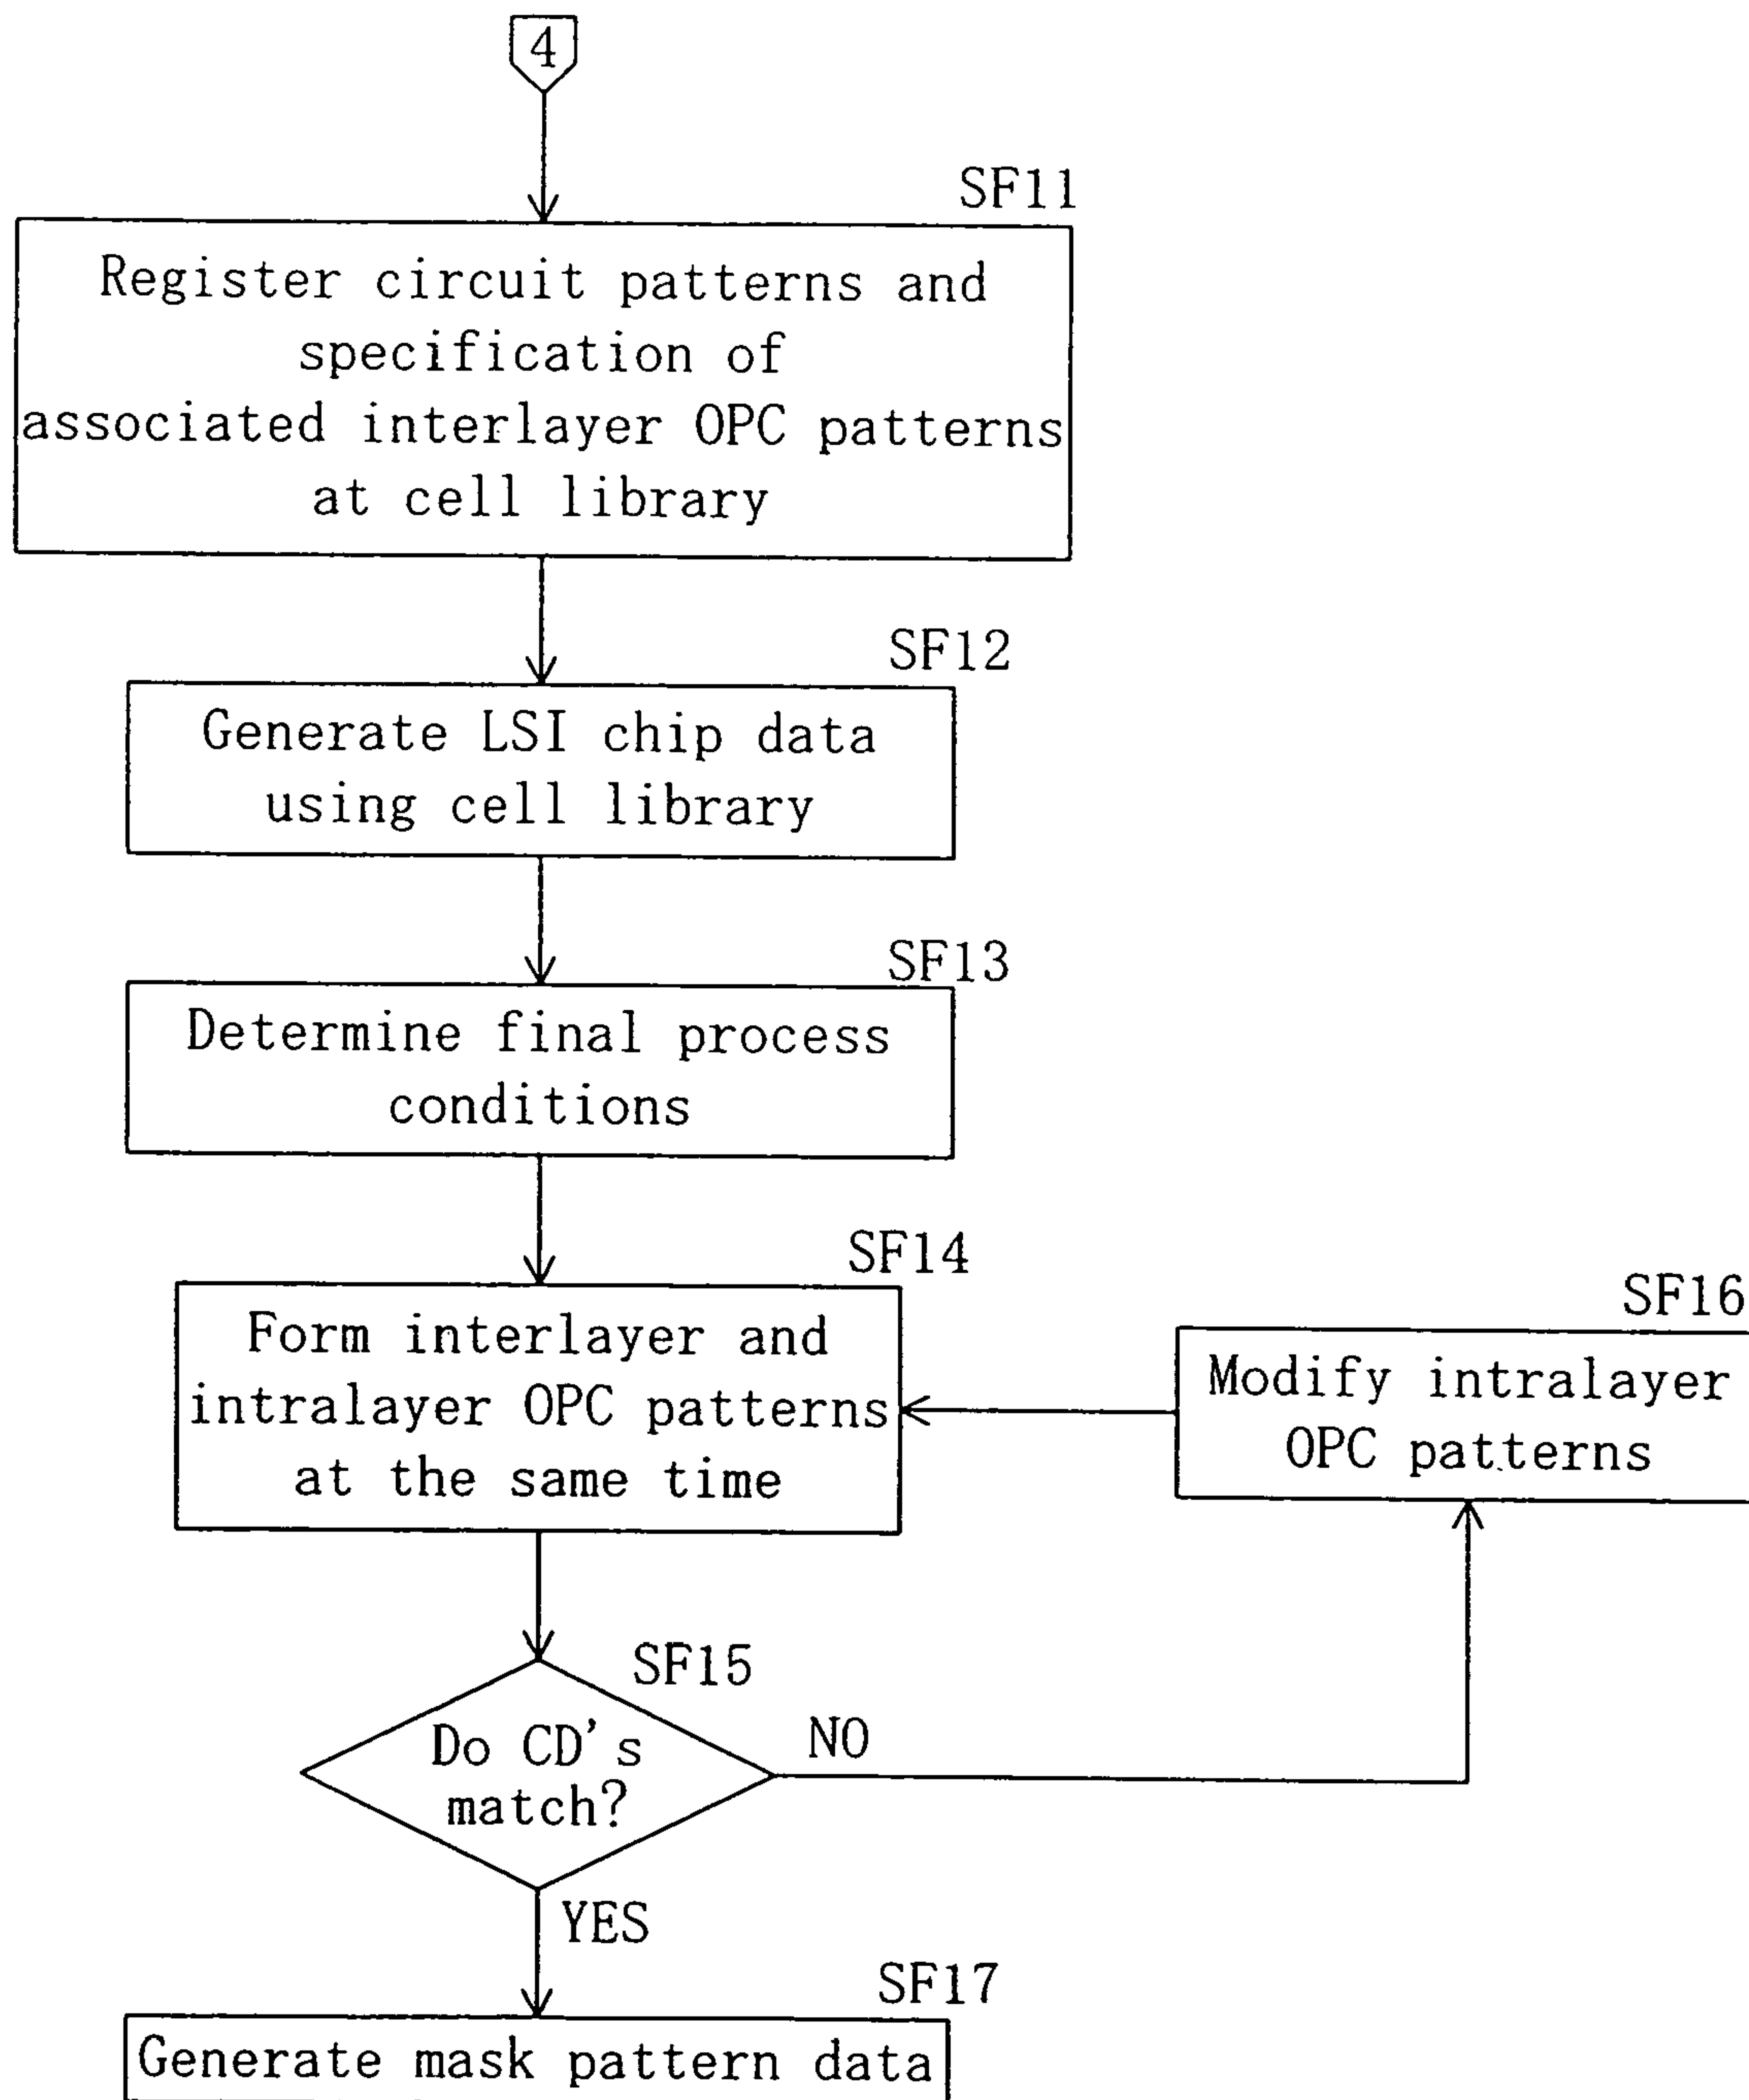 4
SF11
Register circuit patterns and
specification of
associated interlayer OPC patterns
at cell library
SF12
Generate LSI chip data
using cell library
SF13
Determine final process
conditions
SF14
Form interlayer and
intralayer OPC patterns
at the same time
SF16
Modify intralayer
OPC patterns
SF15
Do CD's
match?
NO
YES
SF17
Generate mask pattern data